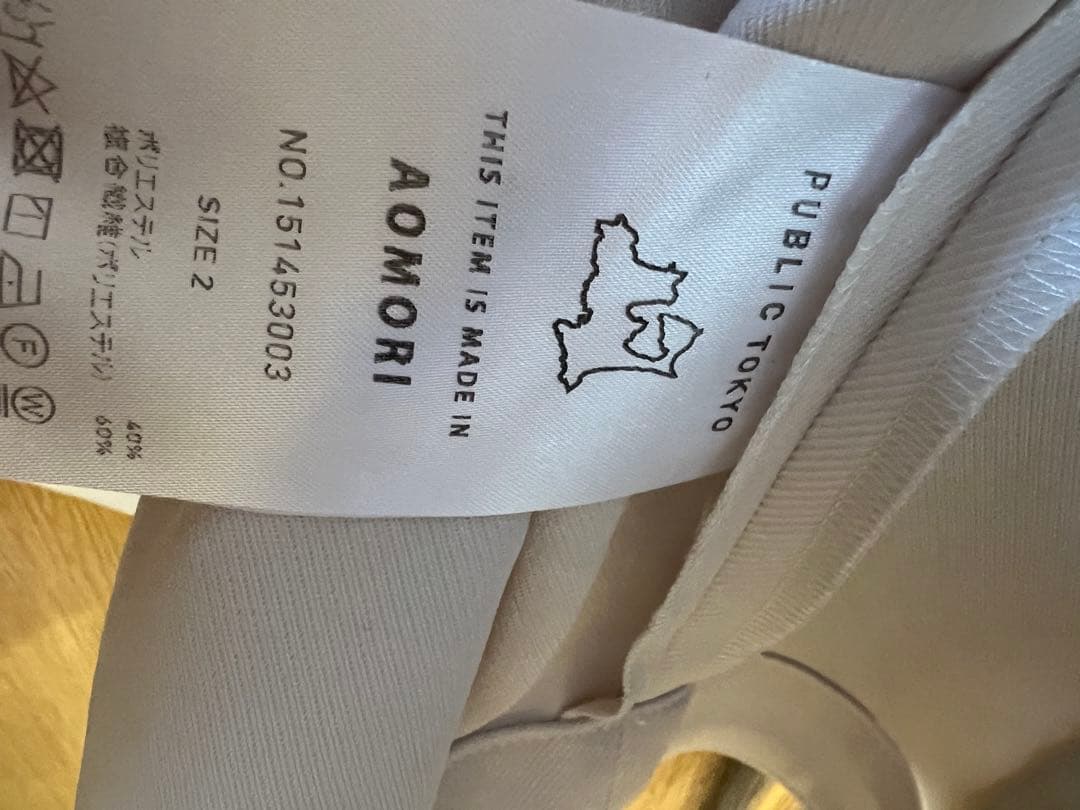 PUBLIC TOKYO
THIS ITEM IS MADE IN
AOMORI
NO.151453003
SIZE 2
ポリエステル 40%
複合繊維(ポリエステル) 60%
F
W